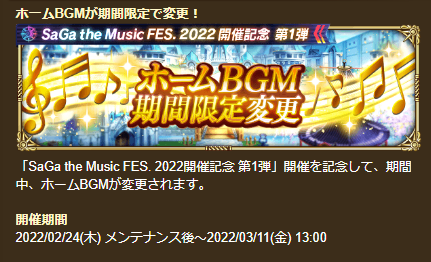 ホームBGMが期間限定で変更！
SaGa the Music FES. 2022 開催記念 第1弾
ホームBGM
期間限定変更
「SaGa the Music FES. 2022開催記念 第1弾」開催を記念して、期間
中、ホームBGMが変更されます。
開催期間
2022/02/24(木) メンテナンス後～2022/03/11(金) 13:00